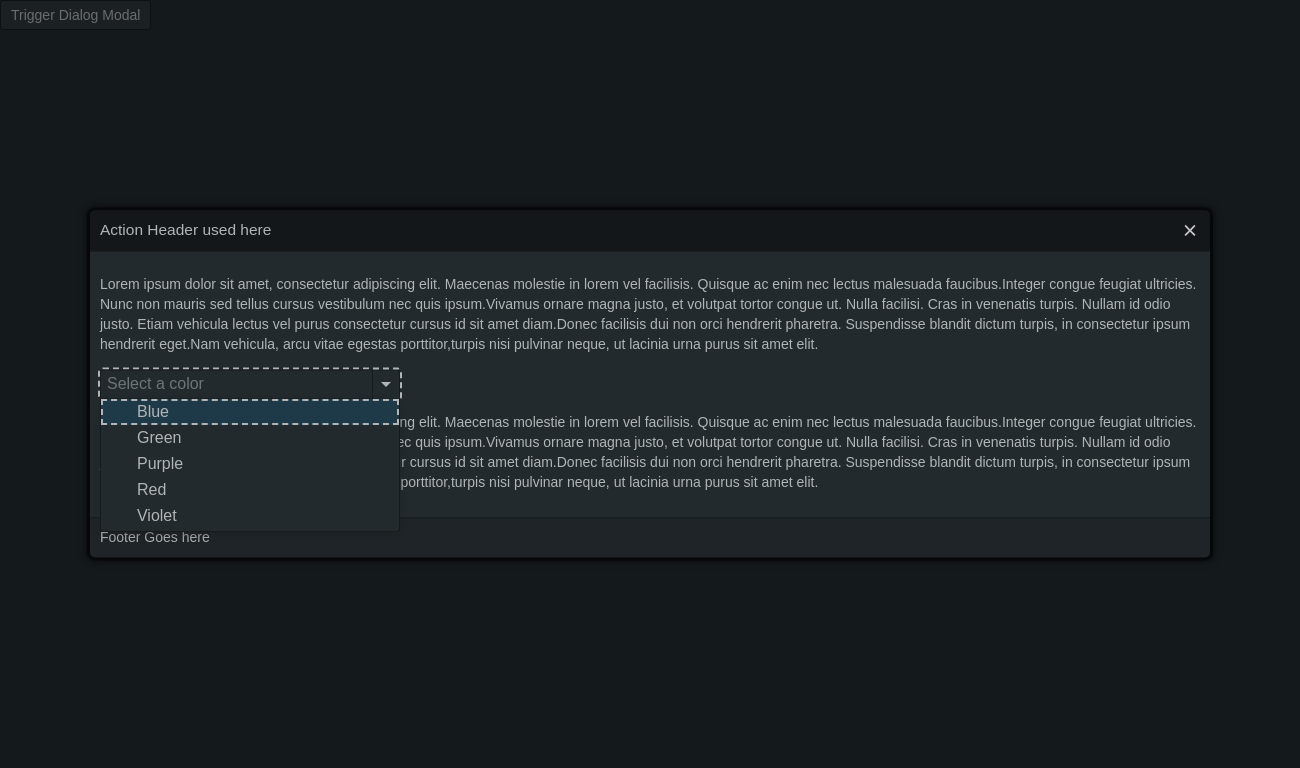 Trigger Dialog Modal
Action Header used here
Lorem ipsum dolor sit amet, consectetur adipiscing elit. Maecenas molestie in lorem vel facilisis. Quisque ac enim nec lectus malesuada faucibus.Integer congue feugiat ultricies.
Nunc non mauris sed tellus cursus vestibulum nec quis ipsum.Vivamus ornare magna justo, et volutpat tortor congue ut. Nulla facilisi. Cras in venenatis turpis. Nullam id odio
justo. Etiam vehicula lectus vel purus consectetur cursus id sit amet diam.Donec facilisis dui non orci hendrerit pharetra. Suspendisse blandit dictum turpis, in consectetur ipsum
hendrerit eget.Nam vehicula, arcu vitae egestas porttitor,turpis nisi pulvinar neque, ut lacinia urna purus sit amet elit.
Select a color
Blue
Green
Purple
Red
Violet
elit. Maecenas molestie in lorem vel facilisis. Quisque ac enim nec lectus malesuada faucibus.Integer congue feugiat ultricies.
quis ipsum.Vivamus ornare magna justo, et volutpat tortor congue ut. Nulla facilisi. Cras in venenatis turpis. Nullam id odio
cursus id sit amet diam.Donec facilisis dui non orci hendrerit pharetra. Suspendisse blandit dictum turpis, in consectetur ipsum
porttitor,turpis nisi pulvinar neque, ut lacinia urna purus sit amet elit.
Footer Goes here